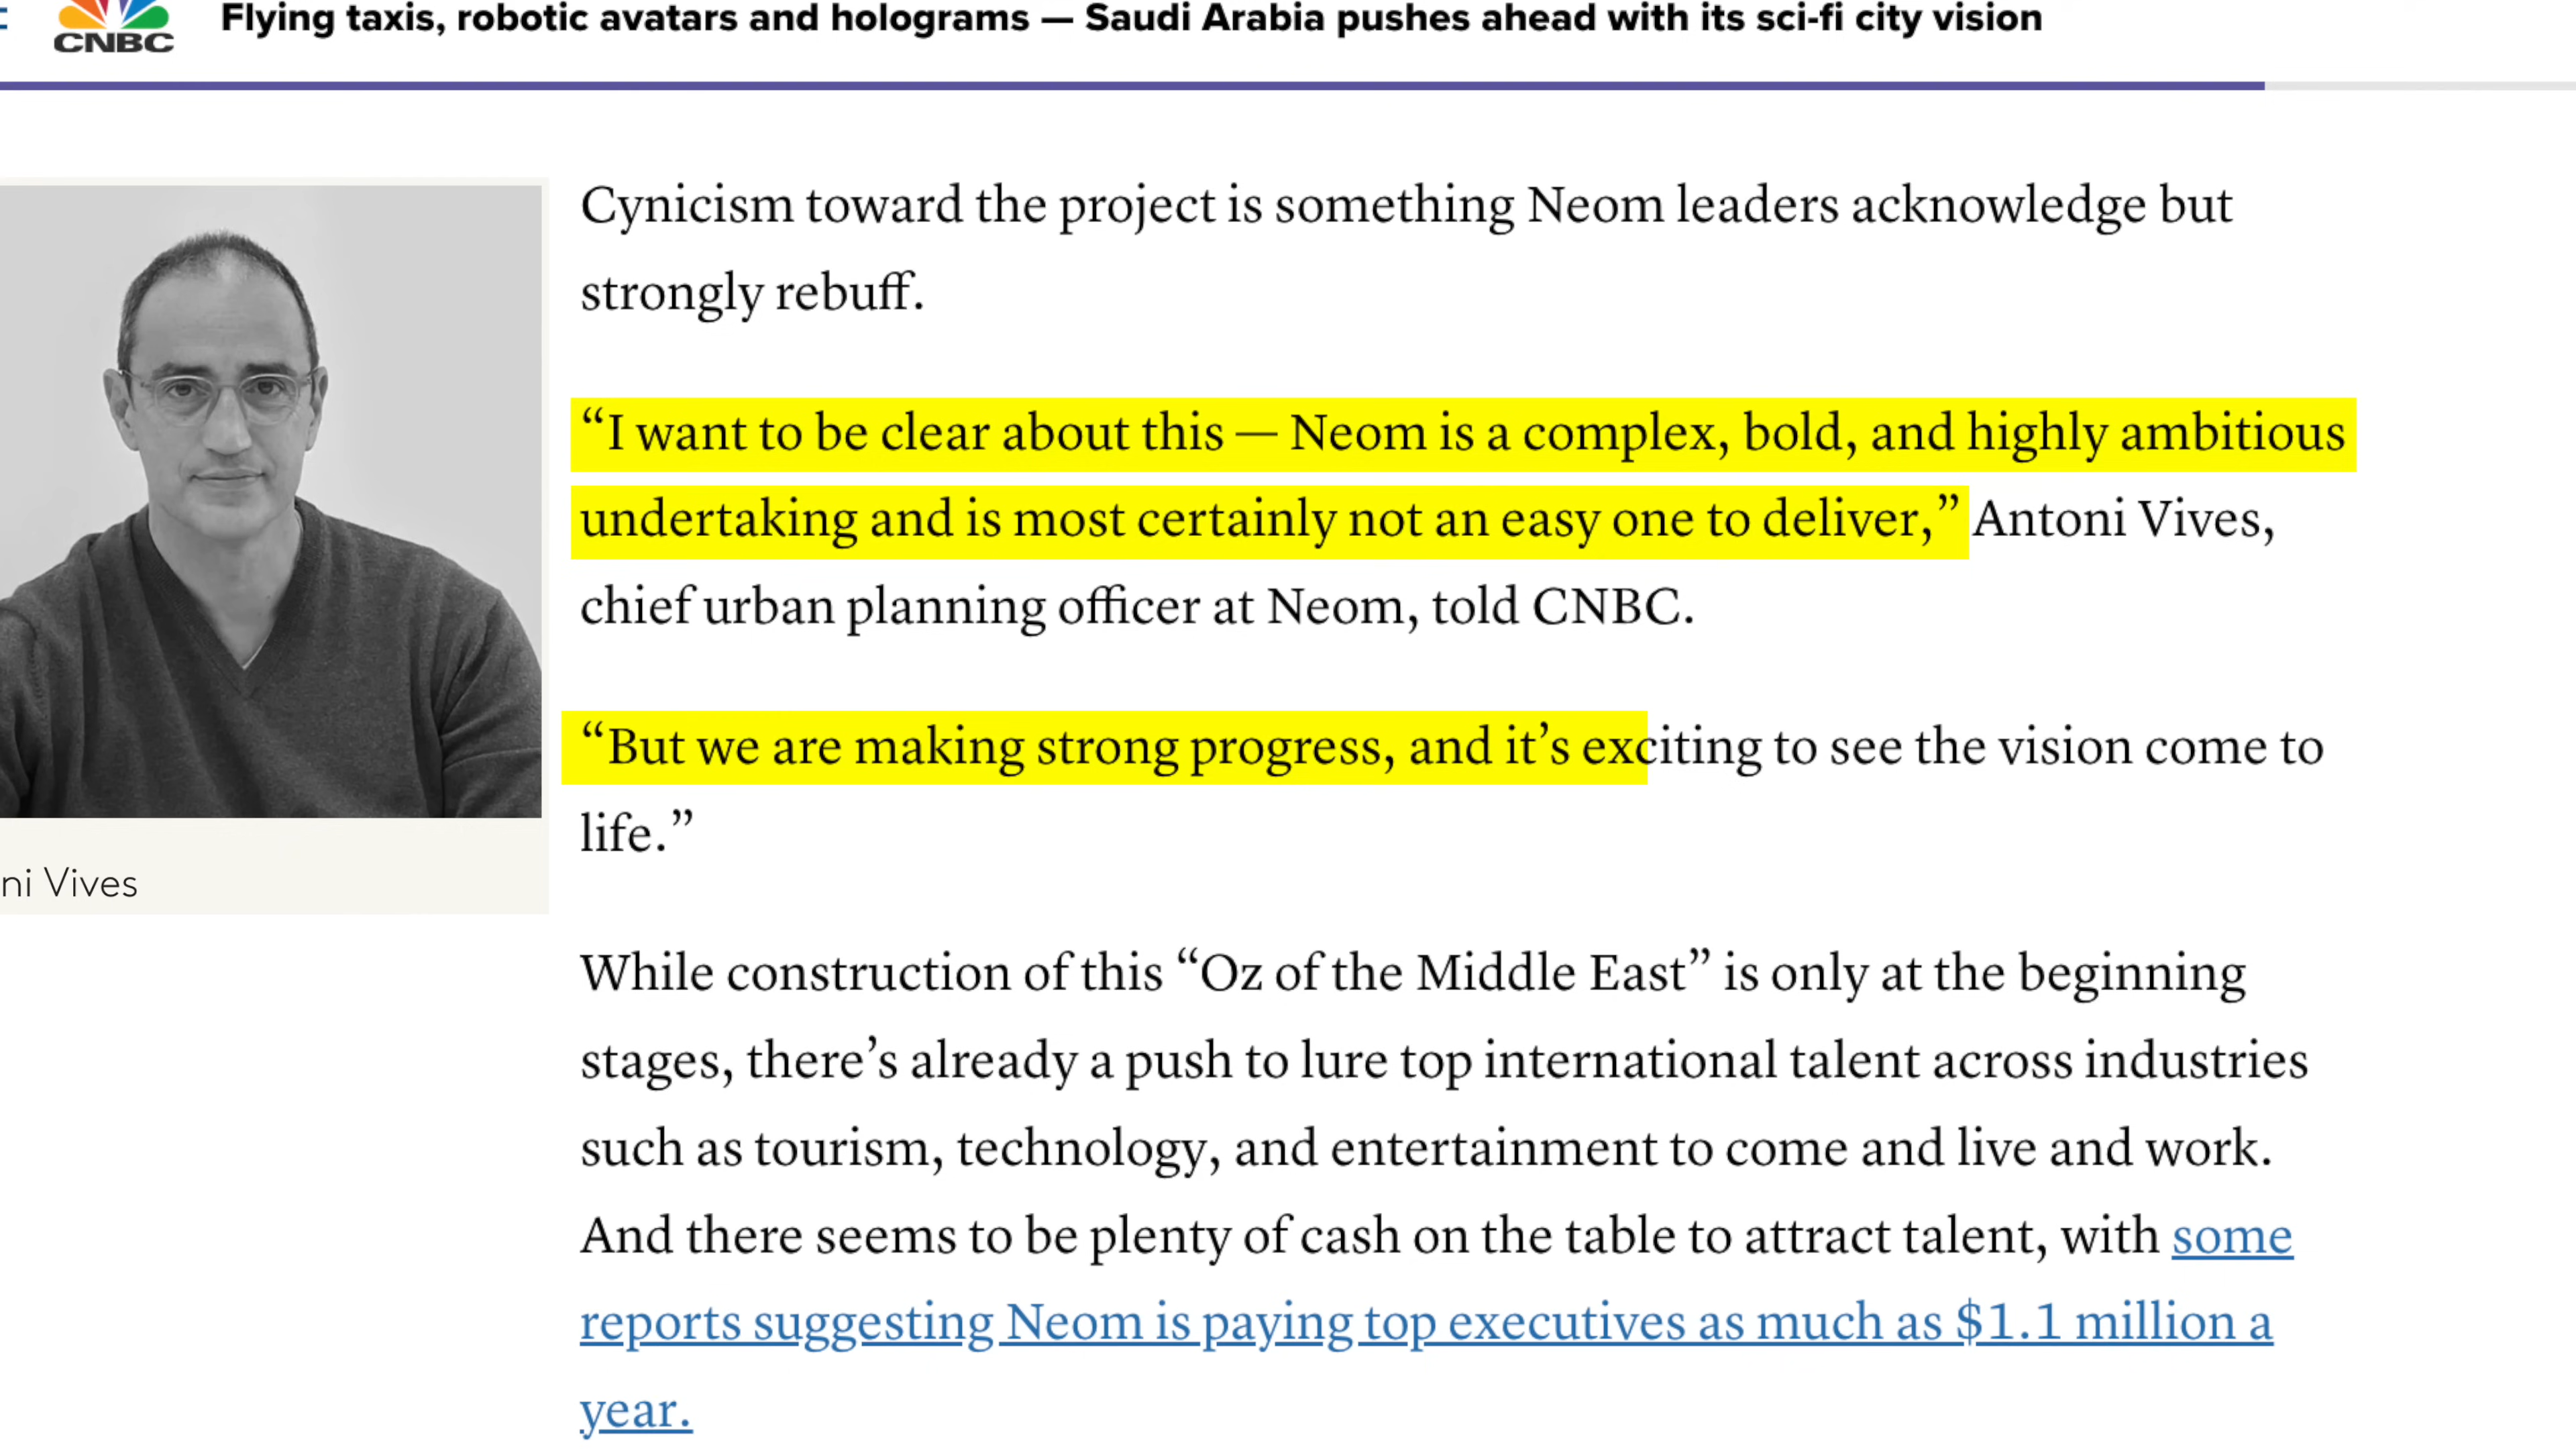 CNBC
Flying taxis, robotic avatars and holograms — Saudi Arabia pushes ahead with its sci-fi city vision
Cynicism toward the project is something Neom leaders acknowledge but
strongly rebuff.
“I want to be clear about this — Neom is a complex, bold, and highly ambitious
undertaking and is most certainly not an easy one to deliver,” Antoni Vives,
chief urban planning officer at Neom, told CNBC.
“But we are making strong progress, and it’s exciting to see the vision come to
life.”
ni Vives
While construction of this “Oz of the Middle East” is only at the beginning
stages, there’s already a push to lure top international talent across industries
such as tourism, technology, and entertainment to come and live and work.
And there seems to be plenty of cash on the table to attract talent, with some
reports suggesting Neom is paying top executives as much as $1.1 million a
year.